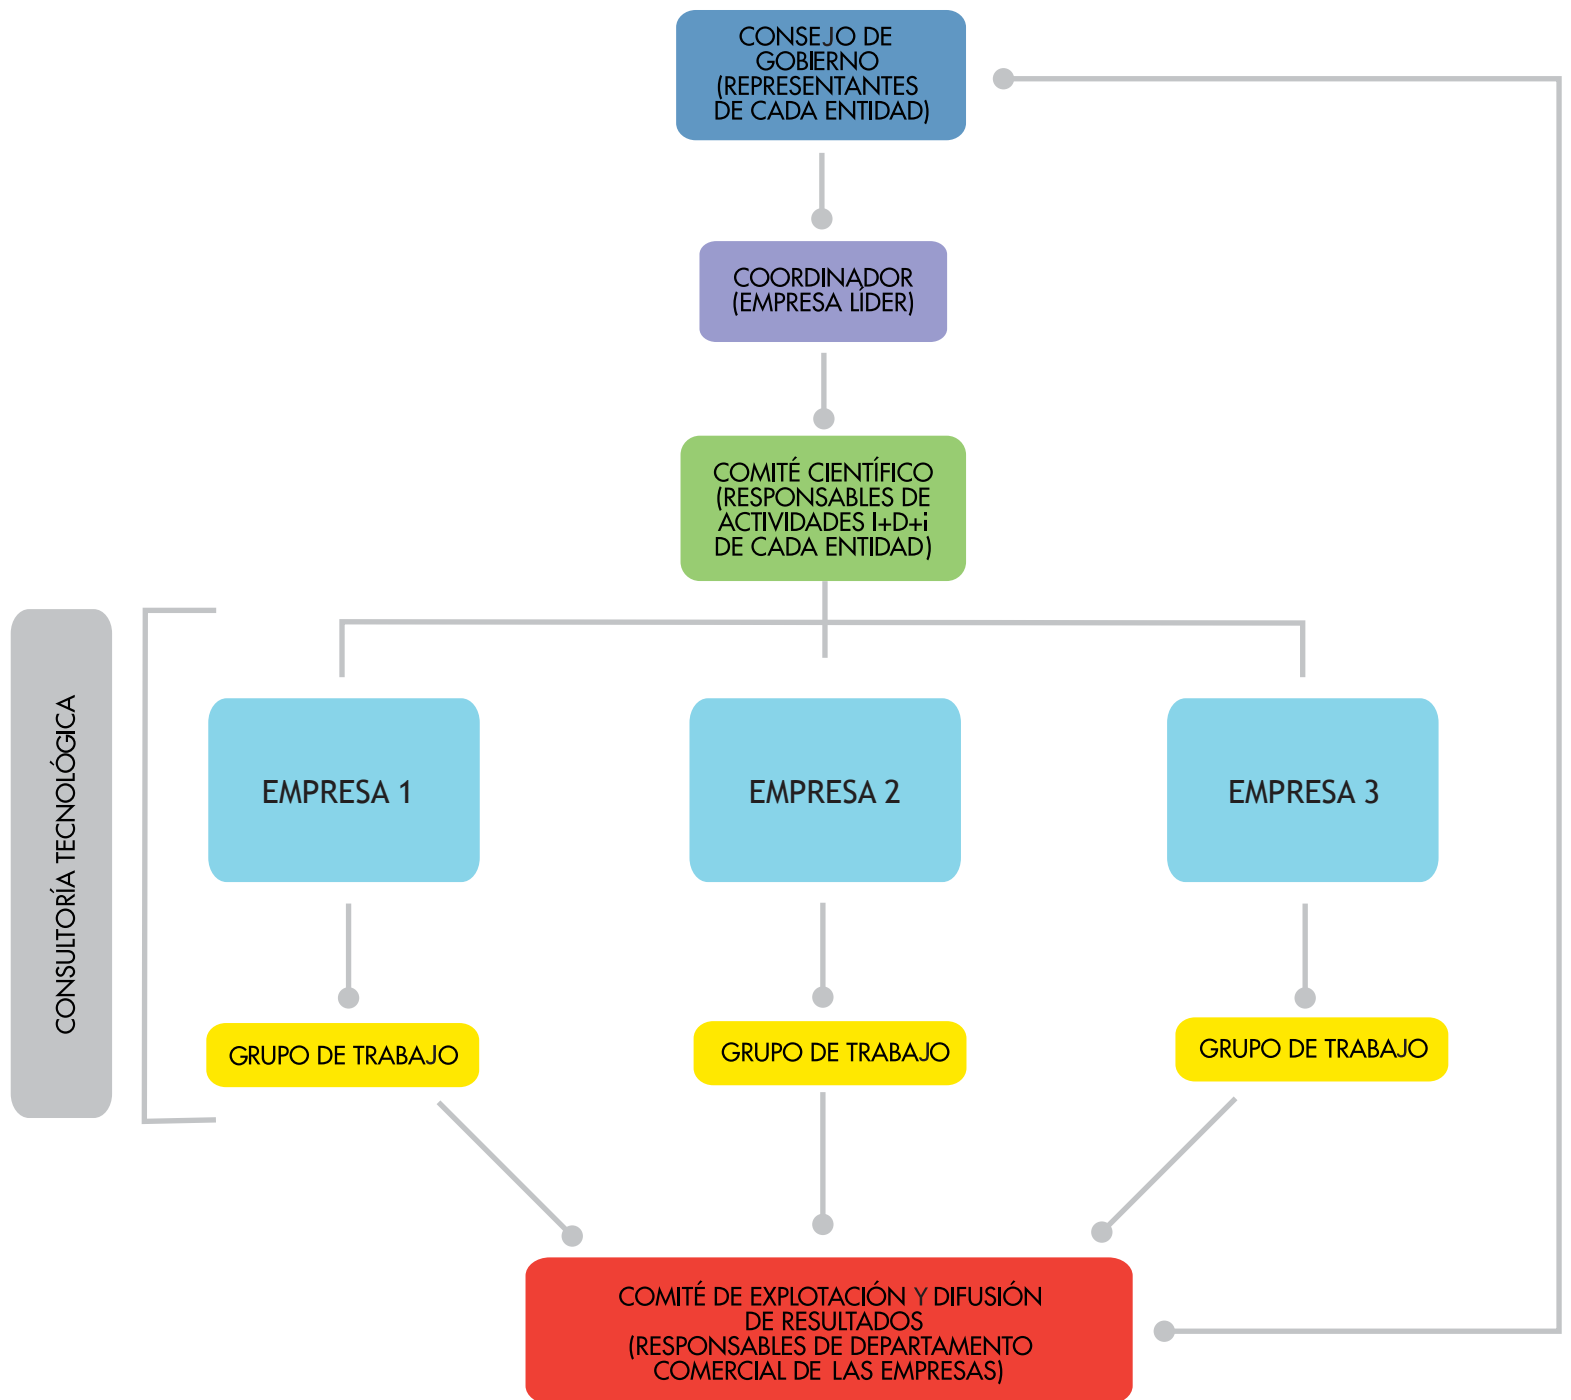 CONSEJO DE
GOBIERNO
(REPRESENTANTES
DE CADA ENTIDAD)
COORDINADOR
(EMPRESA LÍDER)
COMITÉ CIENTÍFICO
(RESPONSABLES DE
ACTIVIDADES I+D+i
DE CADA ENTIDAD)
CONSULTORÍA TECNOLÓGICA
EMPRESA 1
EMPRESA 2
EMPRESA 3
GRUPO DE TRABAJO
GRUPO DE TRABAJO
GRUPO DE TRABAJO
COMITÉ DE EXPLOTACIÓN Y DIFUSIÓN
DE RESULTADOS
(RESPONSABLES DE DEPARTAMENTO
COMERCIAL DE LAS EMPRESAS)